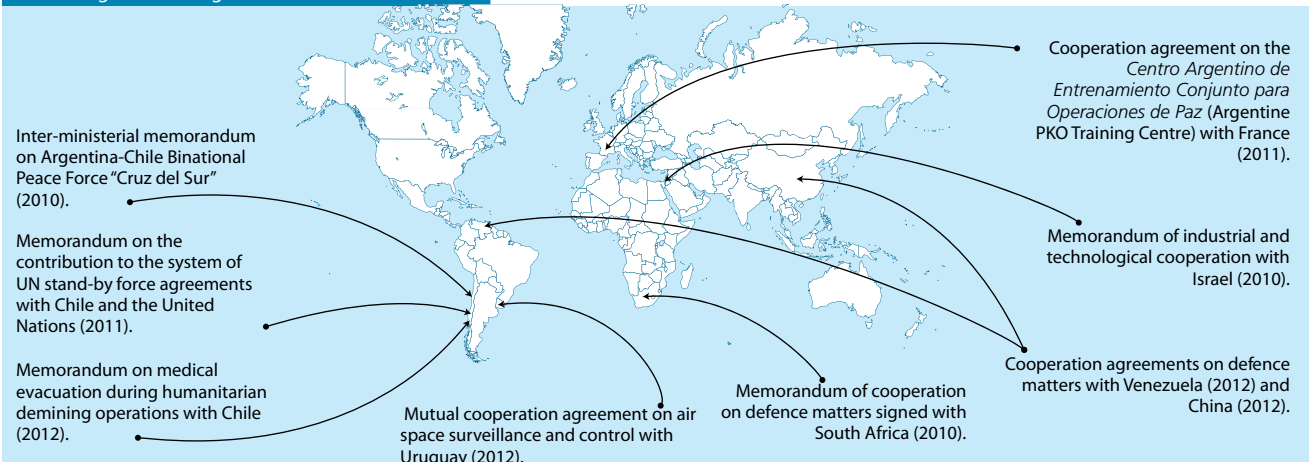 Inter-ministerial memorandum
on Argentina-Chile Binational
Peace Force “Cruz del Sur”
(2010).
Memorandum on the
contribution to the system of
UN stand-by force agreements
with Chile and the United
Nations (2011).
Memorandum on medical
evacuation during humanitarian
demining operations with Chile
(2012).
Mutual cooperation agreement on air
space surveillance and control with
Uruguay (2012).
Memorandum of cooperation
on defence matters signed with
South Africa (2010).
Cooperation agreement on the
Centro Argentino de
Entrenamiento Conjunto para
Operaciones de Paz (Argentine
PKO Training Centre) with France
(2011).
Memorandum of industrial and
technological cooperation with
Israel (2010).
Cooperation agreements on defence
matters with Venezuela (2012) and
China (2012).